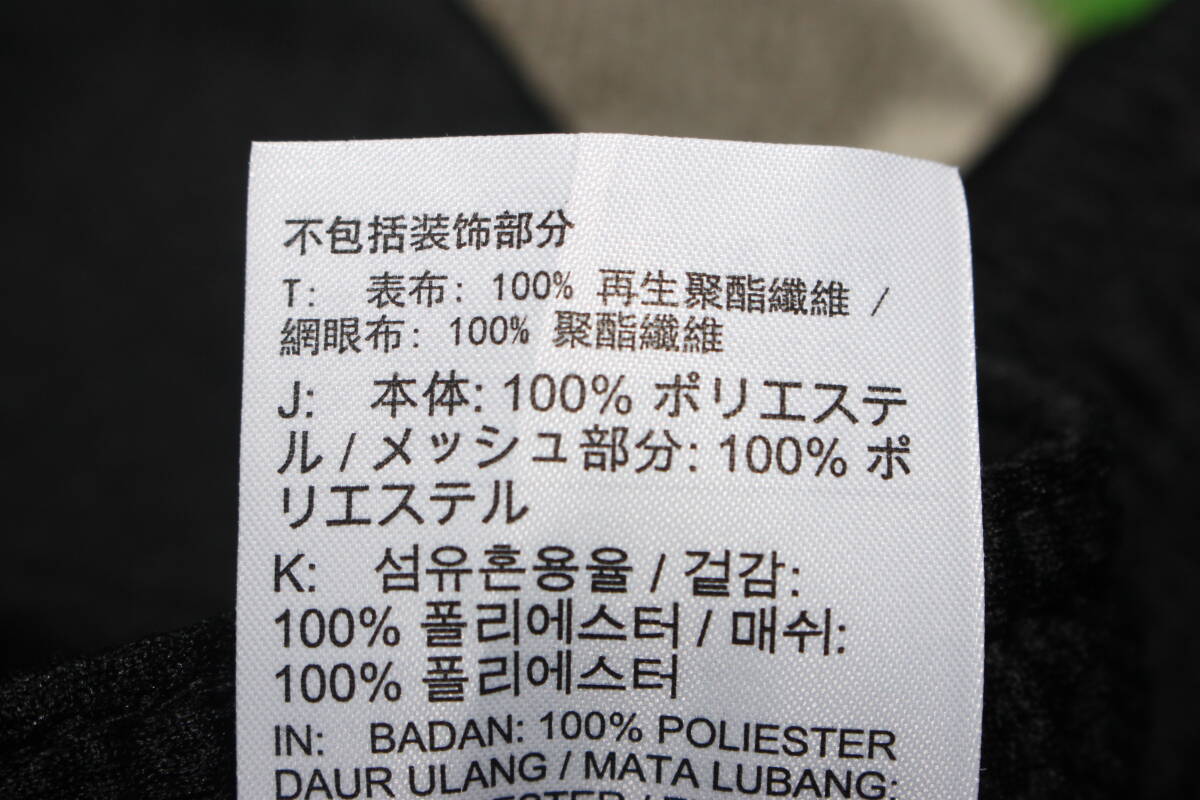 不包括装饰部分
T: 表布: 100% 再生聚酯纖維 /
網眼布: 100% 聚酯纖維
J: 本体: 100% ポリエステ
ル / メッシュ部分: 100% ポ
リエステル
K: 섬유혼용율 / 겉감:
100% 폴리에스터 / 매쉬:
100% 폴리에스터
IN: BADAN: 100% POLIESTER
DAUR ULANG / MATA LUBANG: